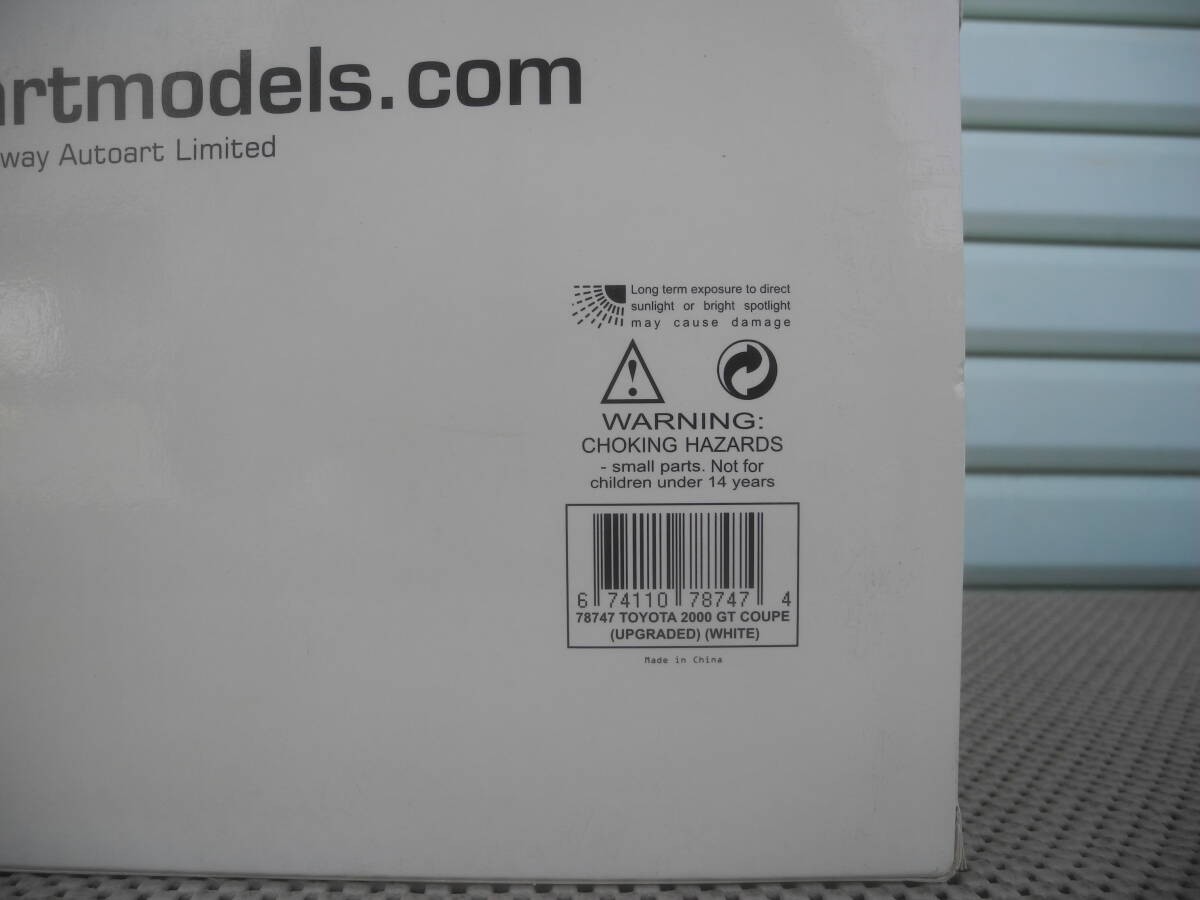 artmodels.com
way Autoart Limited
Long term exposure to direct
sunlight or bright spotlight
may cause damage
WARNING:
CHOKING HAZARDS
- small parts. Not for
children under 14 years
6 74110 78747 4
78747 TOYOTA 2000 GT COUPE
(UPGRADED) (WHITE)
Made in China